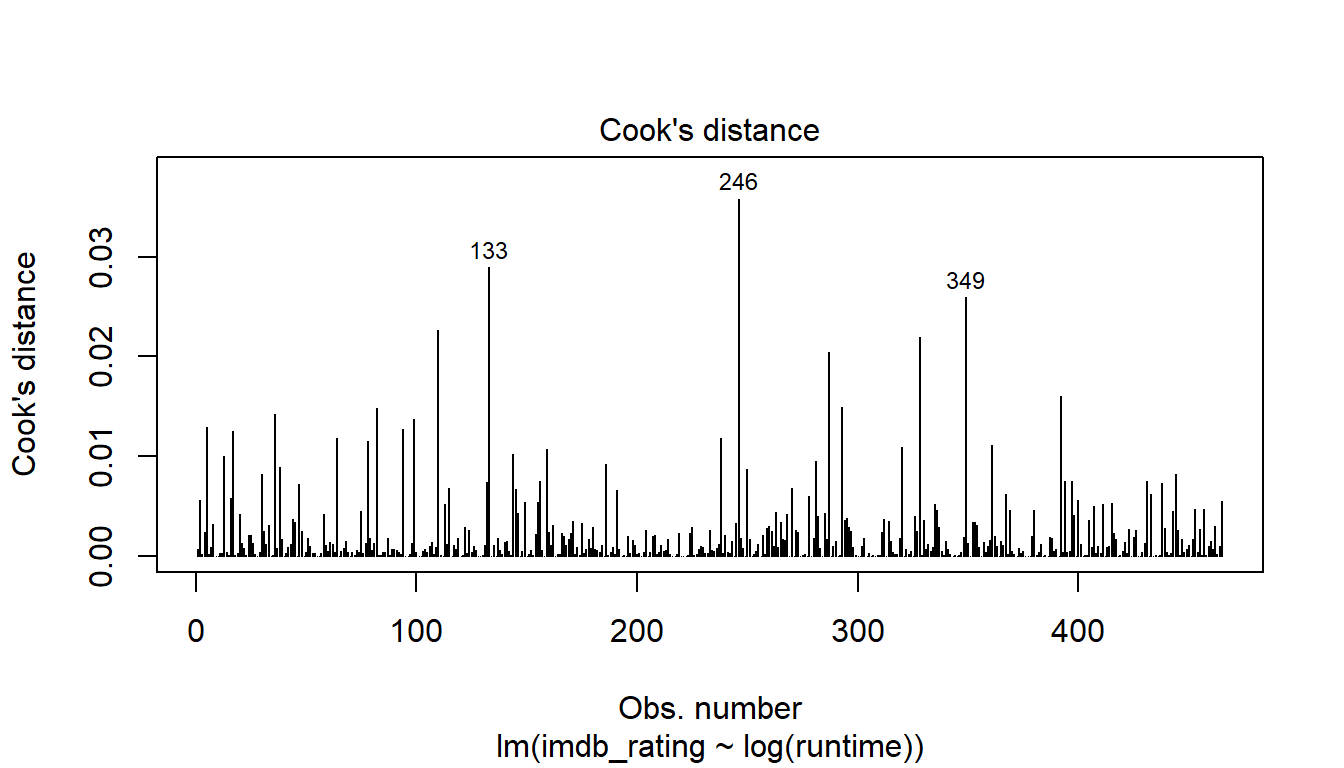 Cook's distance
246
133
349
Cook's distance
0.03
0.02
0.01
0.00
0 100 200 300 400
Obs. number
lm(imdb_rating ~ log(runtime))